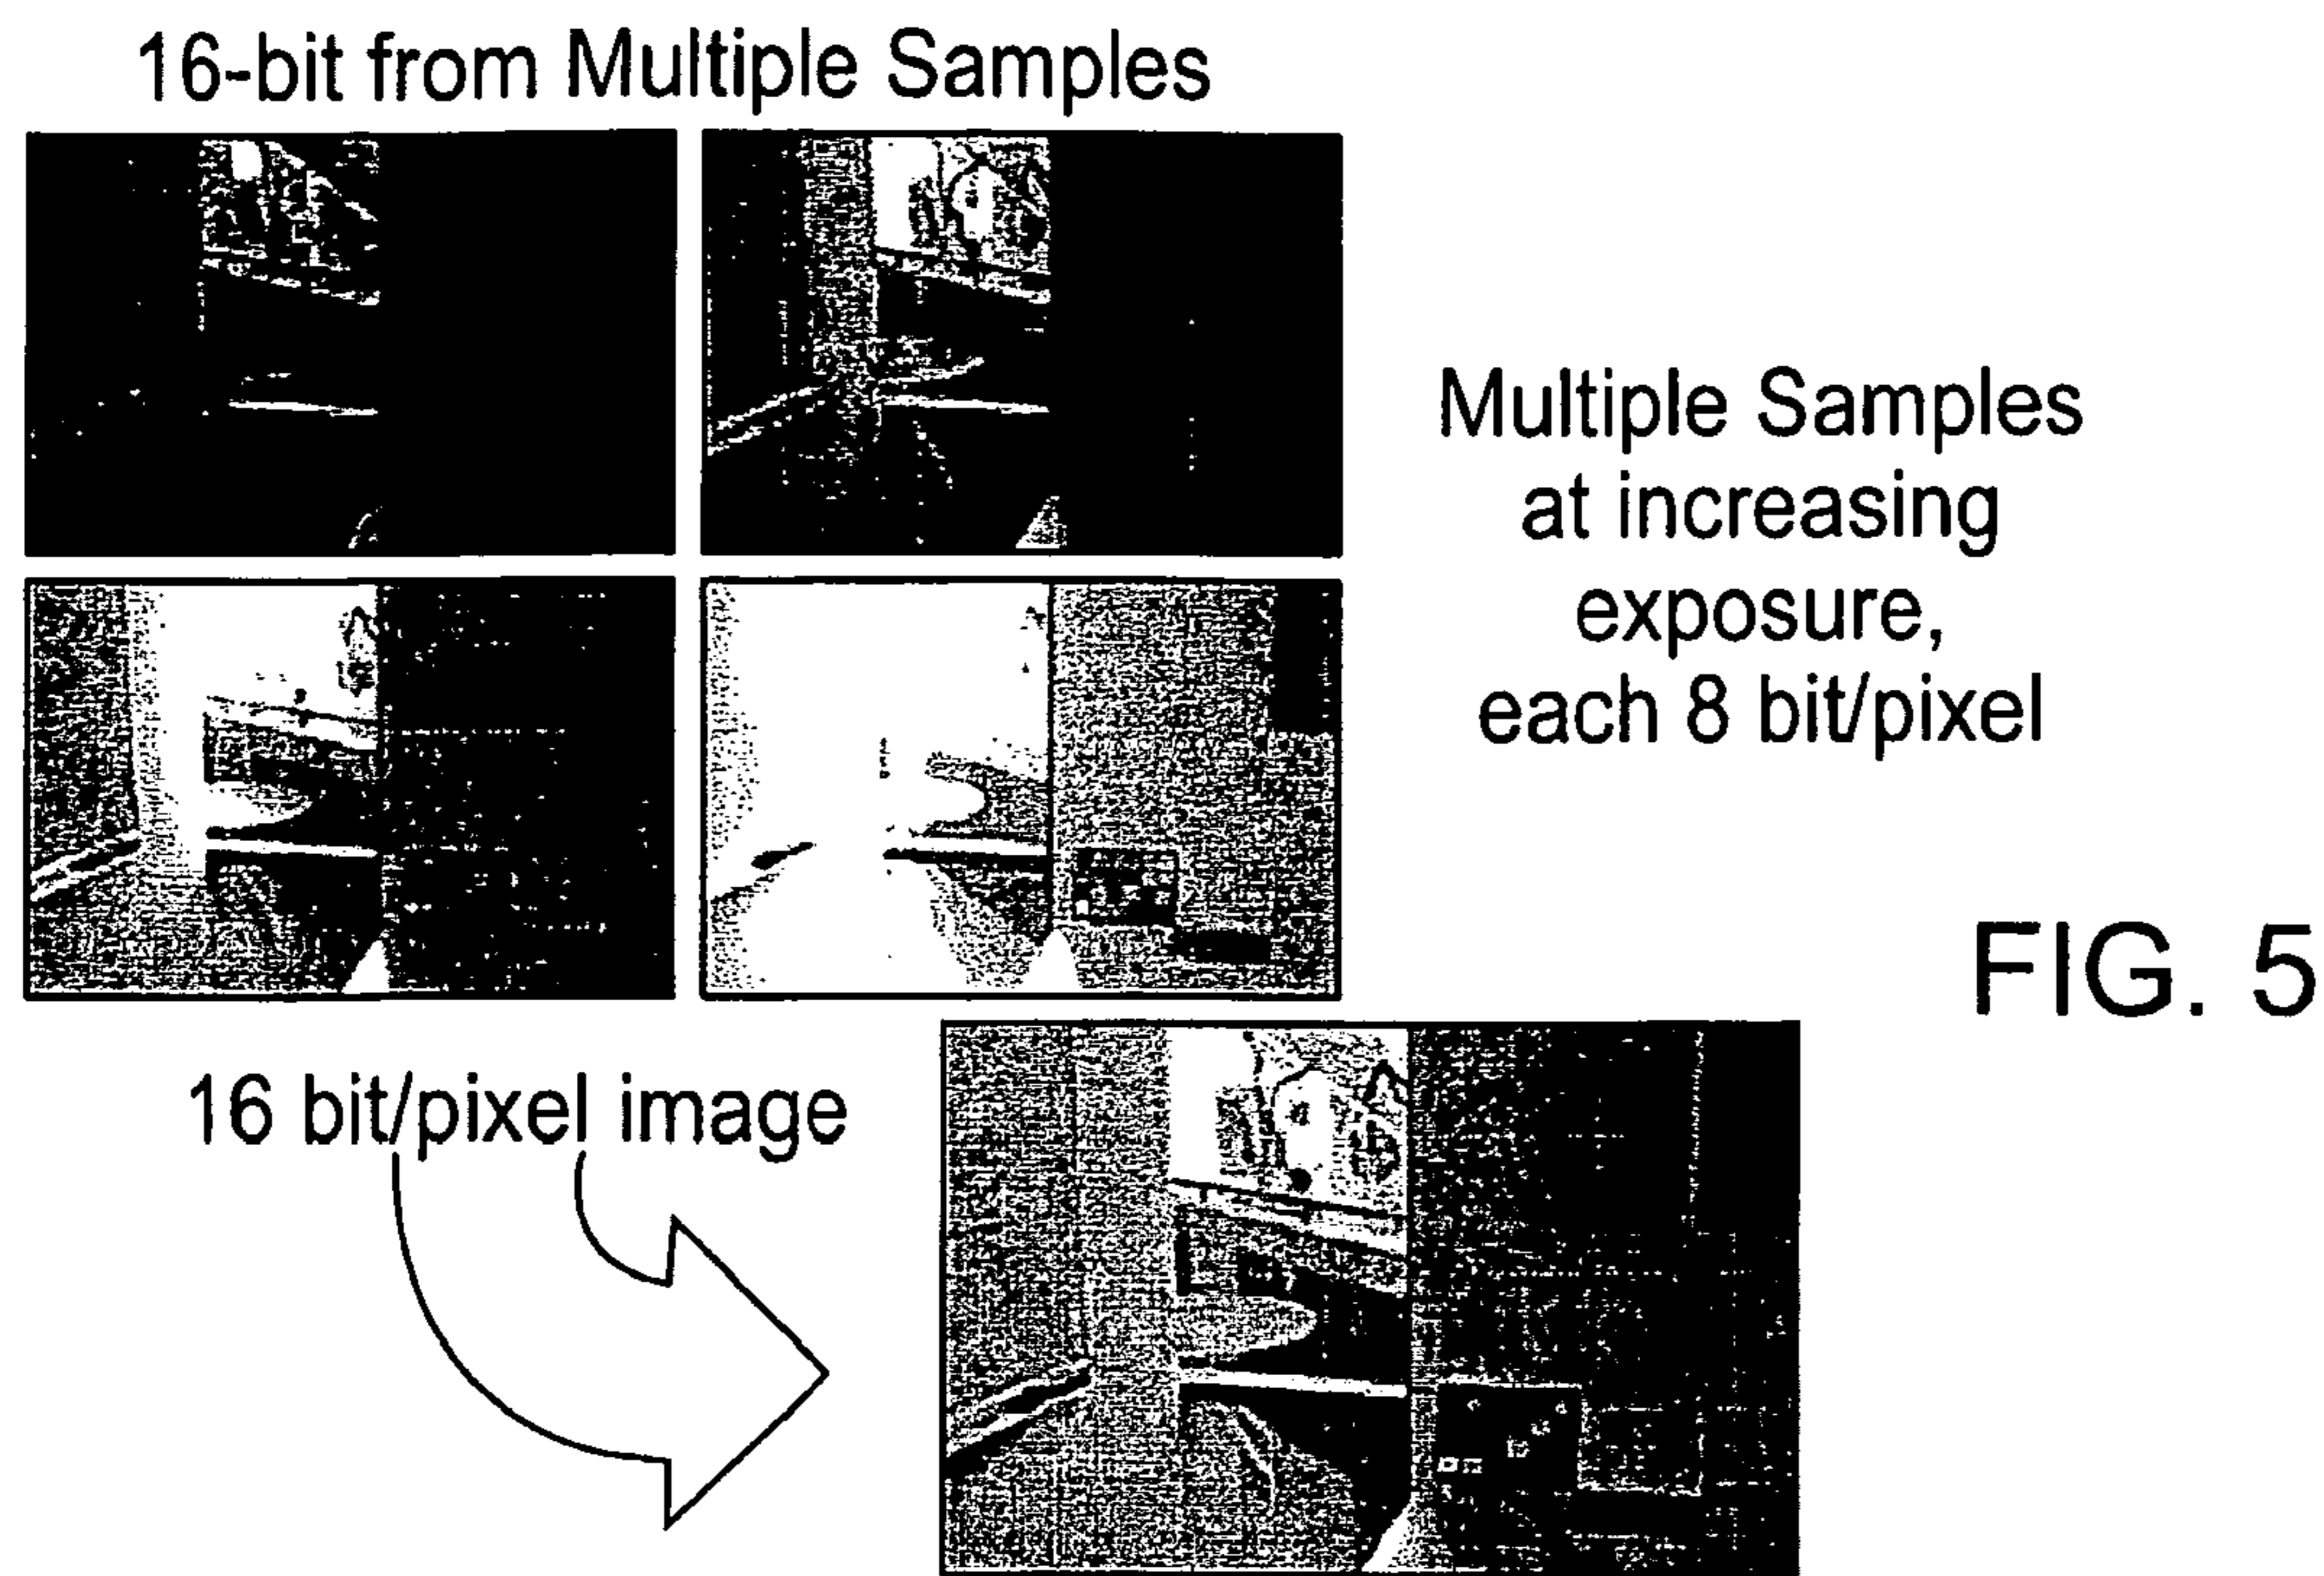 16-bit from Multiple Samples
Multiple Samples
at increasing
exposure,
each 8 bit/pixel
FIG. 5
16 bit/pixel image